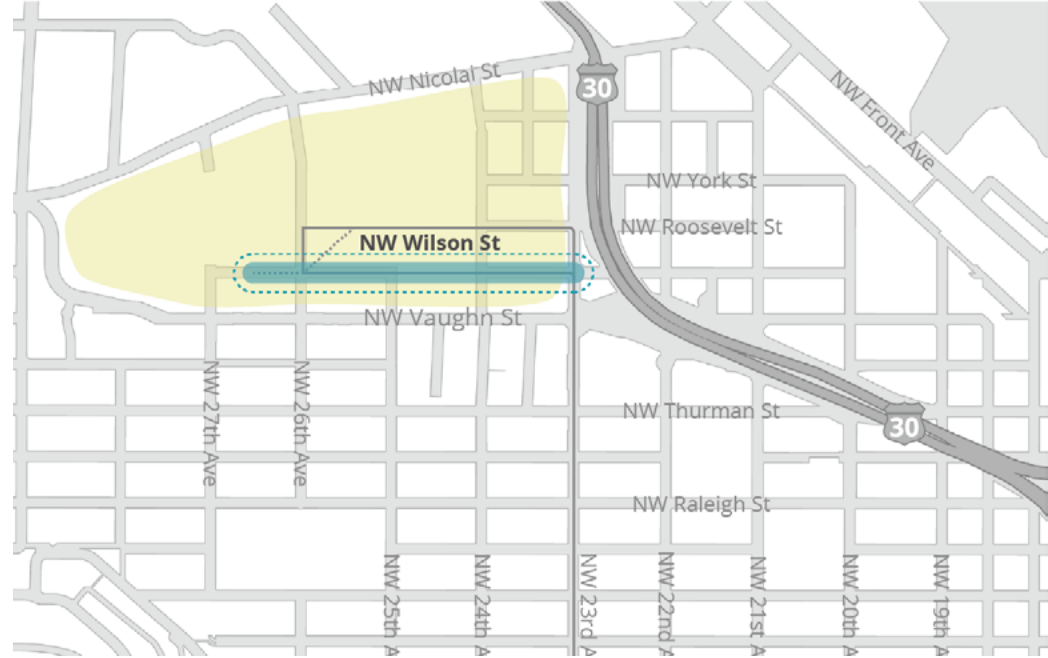 NW Nicolai St
30
NW Front Ave
NW York St
NW Roosevelt St
NW Wilson St
NW Vaughn St
NW 27th Ave
NW 26th Ave
NW Thurman St
30
NW Raleigh St
NW 25th A
NW 24th A
NW 23rd A
NW 22nd A
NW 21st A
NW 20th A
NW 19th A